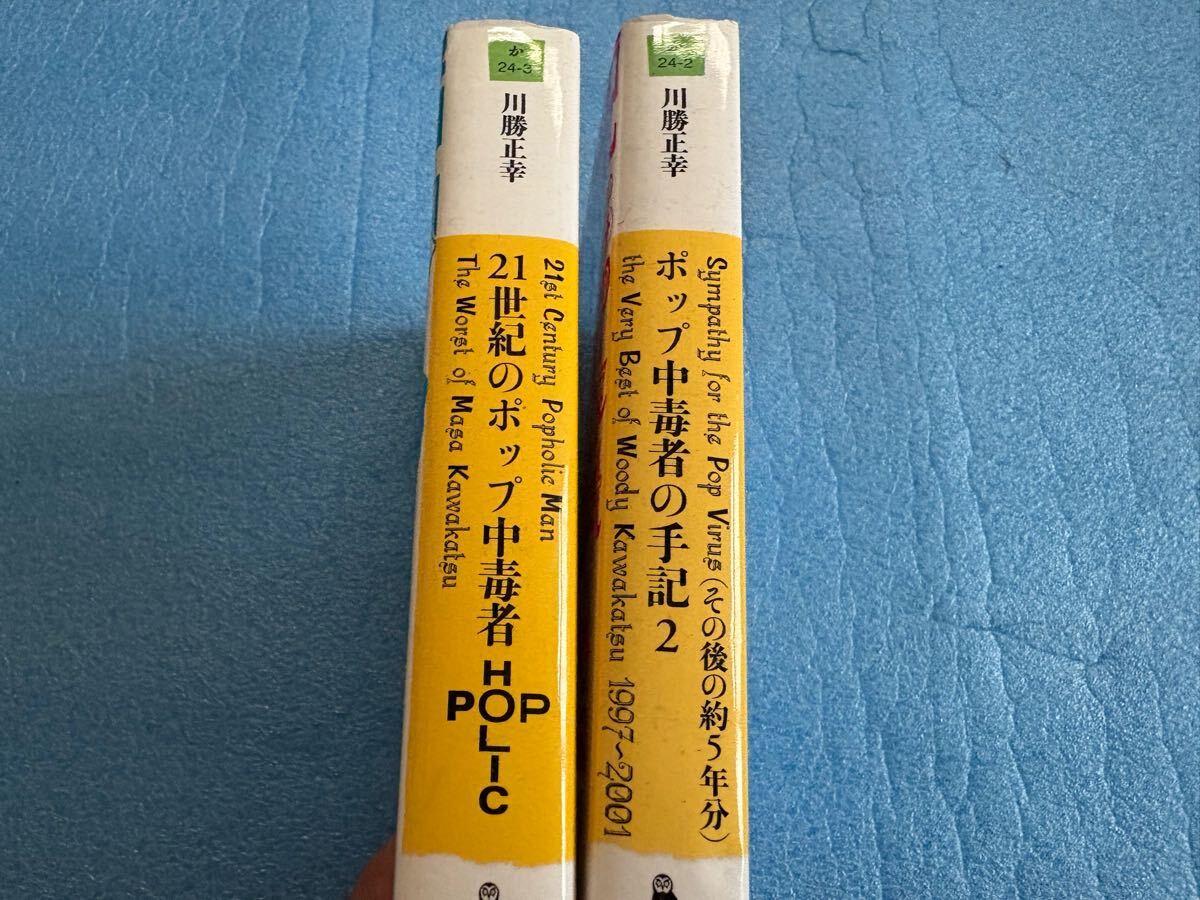 か
24-3
川勝正幸
21st Century Popholic Man
21世紀のポップ中毒者
The Worst of Masa Kawakatsu
POP
HOLIC
24-2
川勝正幸
Sympathy for the Pop Virus(その後の約5年分)
ポップ中毒者の手記2
the Very Best of Woody Kawakatsu 1997~2001